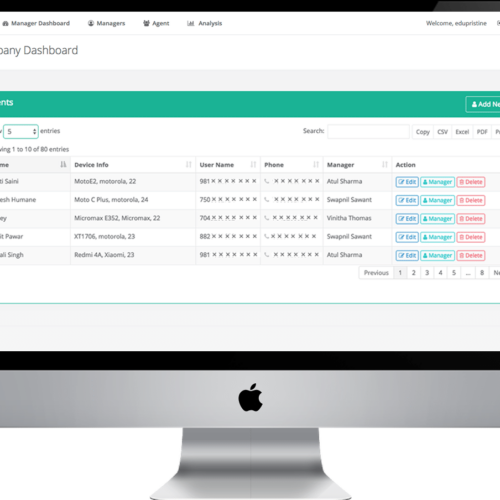 Manager Dashboard Managers Agent Analysis Welcome, edupristine
pany Dashboard
ents Add Ne
5 entries Search: Copy CSV Excel PDF P
wing 1 to 10 of 80 entries
me Device Info User Name Phone Manager Action
ti Saini MotoE2, motorola, 22 981××××××× ××××××× Atul Sharma Edit Manager Delete
esh Humane Moto C Plus, motorola, 24 750××××××× ××××××× Swapnil Sawant Edit Manager Delete
ey Micromax E352, Micromax, 22 704××××××× ××××××× Vinitha Thomas Edit Manager Delete
it Pawar XT1706, motorola, 23 882××××××× ××××××× Swapnil Sawant Edit Manager Delete
ali Singh Redmi 4A, Xiaomi, 23 981××××××× ××××××× Atul Sharma Edit Manager Delete
Previous 1 2 3 4 5 ... 8 Ne